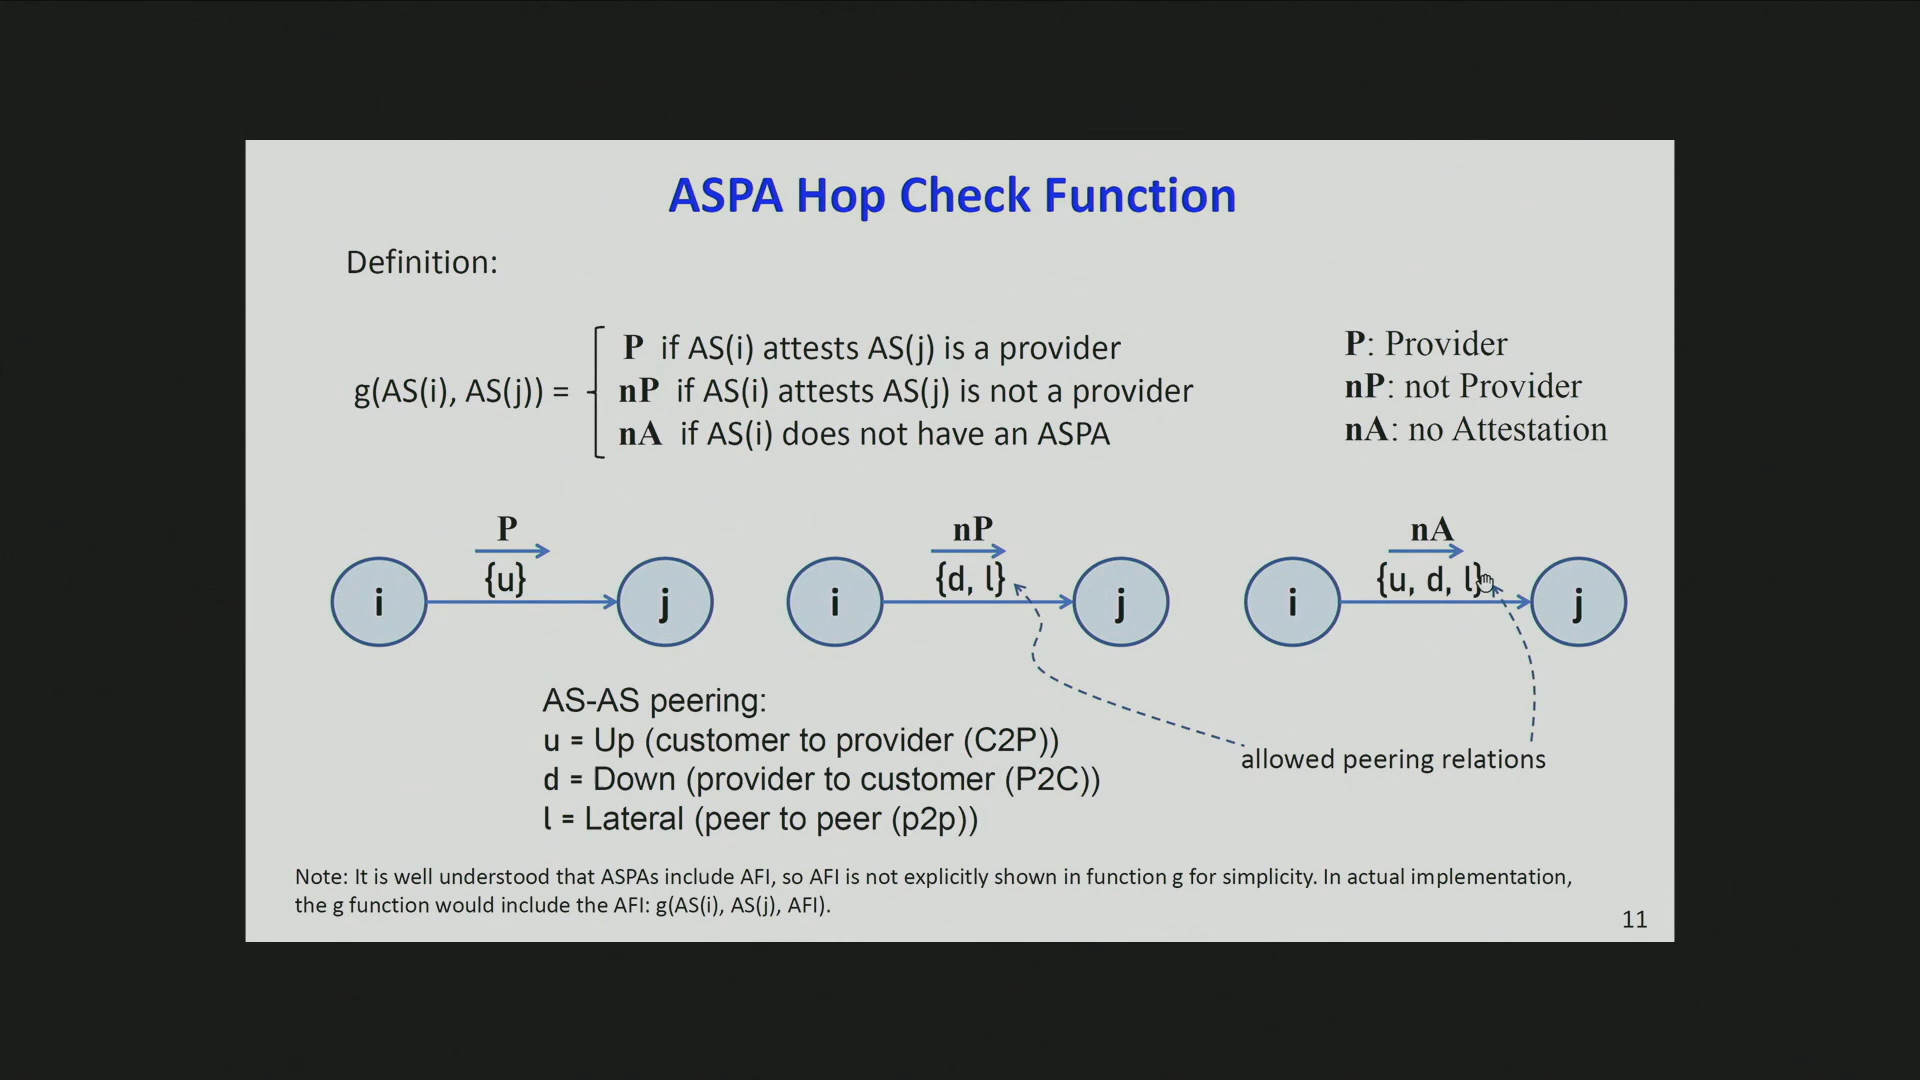 ASPA Hop Check Function
Definition:
g(AS(i), AS(j)) =
P if AS(i) attests AS(j) is a provider
nP if AS(i) attests AS(j) is not a provider
nA if AS(i) does not have an ASPA
P: Provider
nP: not Provider
nA: no Attestation
P
{u}
i
j
nP
{d, l}
i
j
nA
{u, d, l}
i
j
AS-AS peering:
u = Up (customer to provider (C2P))
d = Down (provider to customer (P2C))
l = Lateral (peer to peer (p2p))
allowed peering relations
Note: It is well understood that ASPAs include AFI, so AFI is not explicitly shown in function g for simplicity. In actual implementation,
the g function would include the AFI: g(AS(i), AS(j), AFI).
11